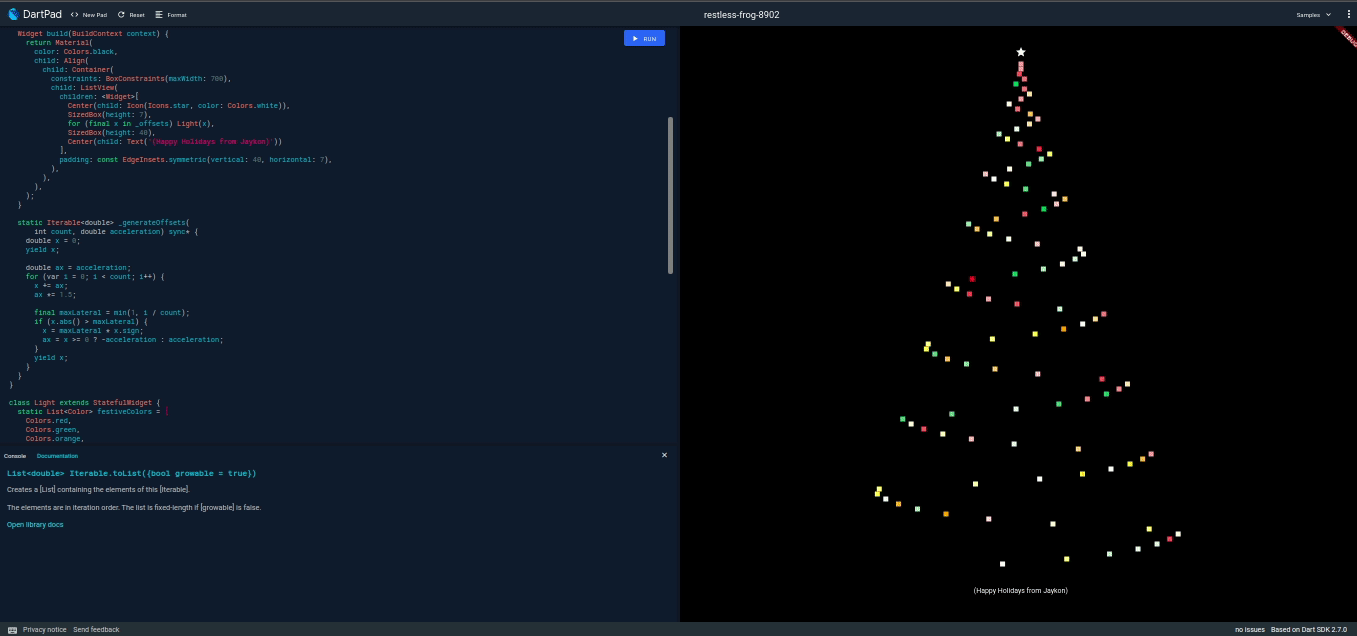 DartPad <> New Pad Reset Format restless-frog-8902 Samples
DEBUG
RUN
Widget build(BuildContext context) {
return Material(
color: Colors.black,
child: Align(
child: Container(
constraints: BoxConstraints(maxWidth: 700),
child: ListView(
children: <Widget>[
Center(child: Icon(Icons.star, color: Colors.white)),
SizedBox(height: 7),
for (final x in _offsets) Light(x),
SizedBox(height: 40),
Center(child: Text('(Happy Holidays from Jaykon)'))
],
padding: const EdgeInsets.symmetric(vertical: 40, horizontal: 7),
),
),
),
);
}
static Iterable<double> _generateOffsets(
int count, double acceleration) sync* {
double x = 0;
yield x;
double ax = acceleration;
for (var i = 0; i < count; i++) {
x += ax;
ax *= 1.5;
final maxLateral = min(1, i / count);
if (x.abs() > maxLateral) {
x = maxLateral * x.sign;
ax = x >= 0 ? -acceleration : acceleration;
}
yield x;
}
}
}
class Light extends StatefulWidget {
static List<Color> festiveColors = [
Colors.red,
Colors.green,
Colors.orange,
Console Documentation
List<double> Iterable.toList({bool growable = true})
Creates a [List] containing the elements of this [Iterable].
The elements are in iteration order. The list is fixed-length if [growable] is false.
Open library docs
(Happy Holidays from Jaykon)
Privacy notice Send feedback no issues Based on Dart SDK 2.7.0